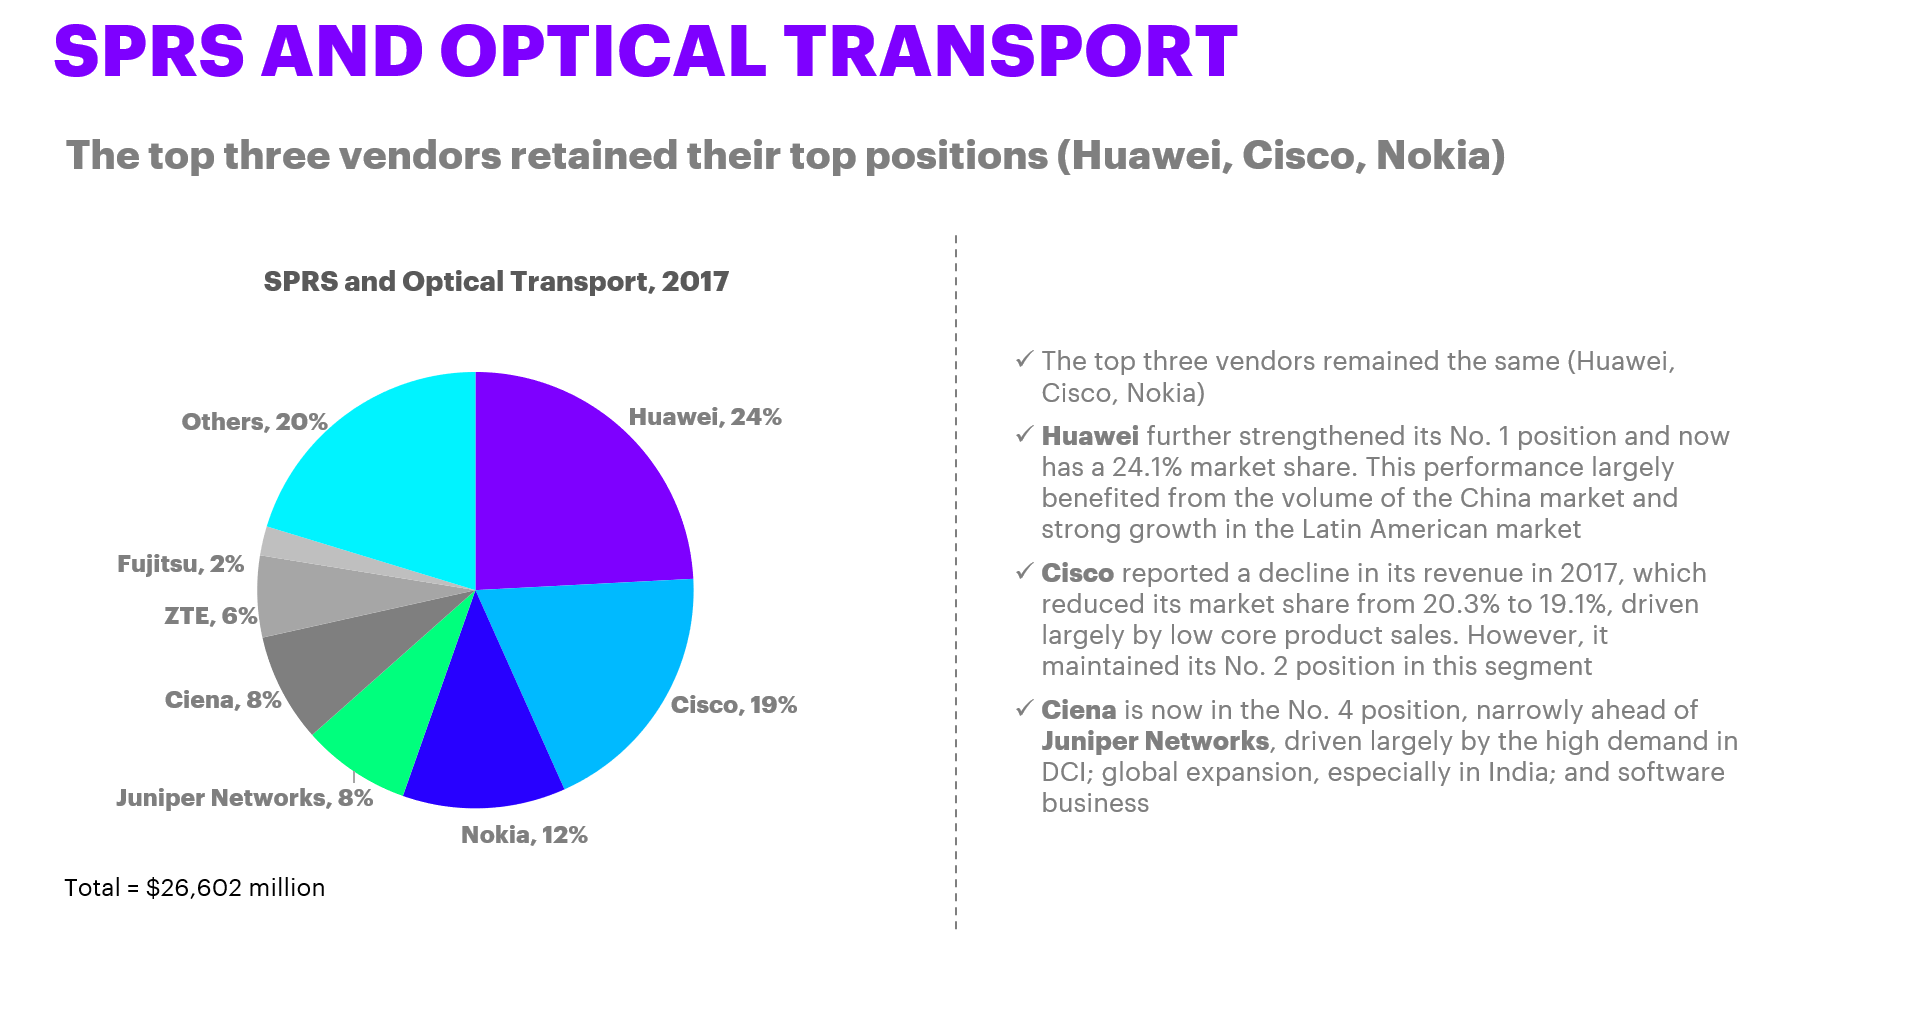 SPRS AND OPTICAL TRANSPORT
The top three vendors retained their top positions (Huawei, Cisco, Nokia)
SPRS and Optical Transport, 2017
Huawei, 24%
Cisco, 19%
Nokia, 12%
Juniper Networks, 8%
Ciena, 8%
ZTE, 6%
Fujitsu, 2%
Others, 20%
Total = $26,602 million
✓ The top three vendors remained the same (Huawei,
Cisco, Nokia)
✓ Huawei further strengthened its No. 1 position and now
has a 24.1% market share. This performance largely
benefited from the volume of the China market and
strong growth in the Latin American market
✓ Cisco reported a decline in its revenue in 2017, which
reduced its market share from 20.3% to 19.1%, driven
largely by low core product sales. However, it
maintained its No. 2 position in this segment
✓ Ciena is now in the No. 4 position, narrowly ahead of
Juniper Networks, driven largely by the high demand in
DCI; global expansion, especially in India; and software
business